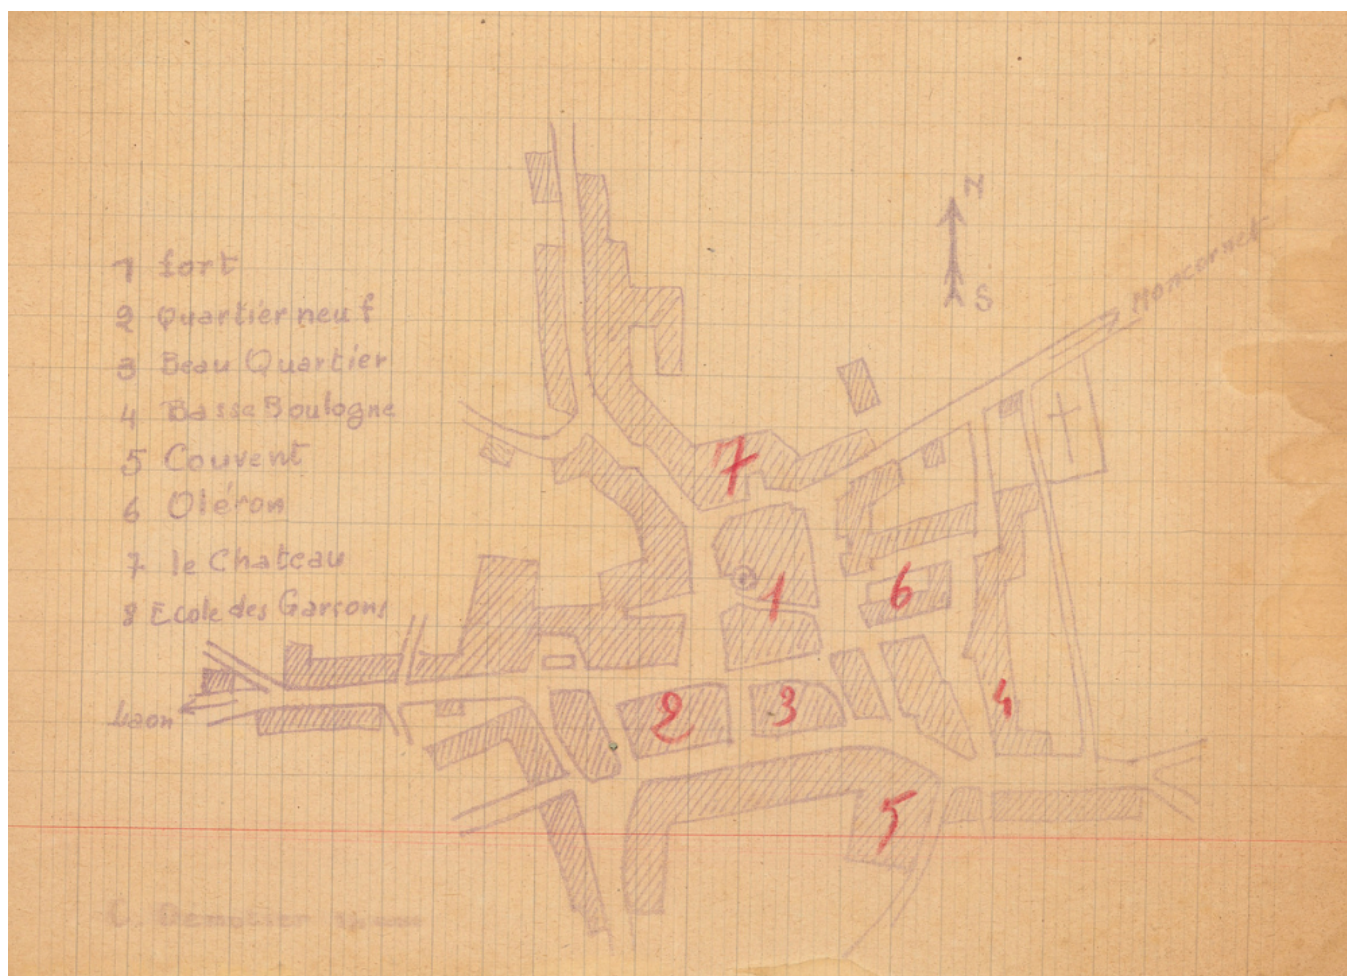 N
S
Moncornet
1 fort
2 Quartier neuf
3 Beau Quartier
4 Basse Boulogne
5 Couvent
6 Oléron
7 le Chateau
8 Ecole des Garçons
Laon
7
1
6
2
3
4
5